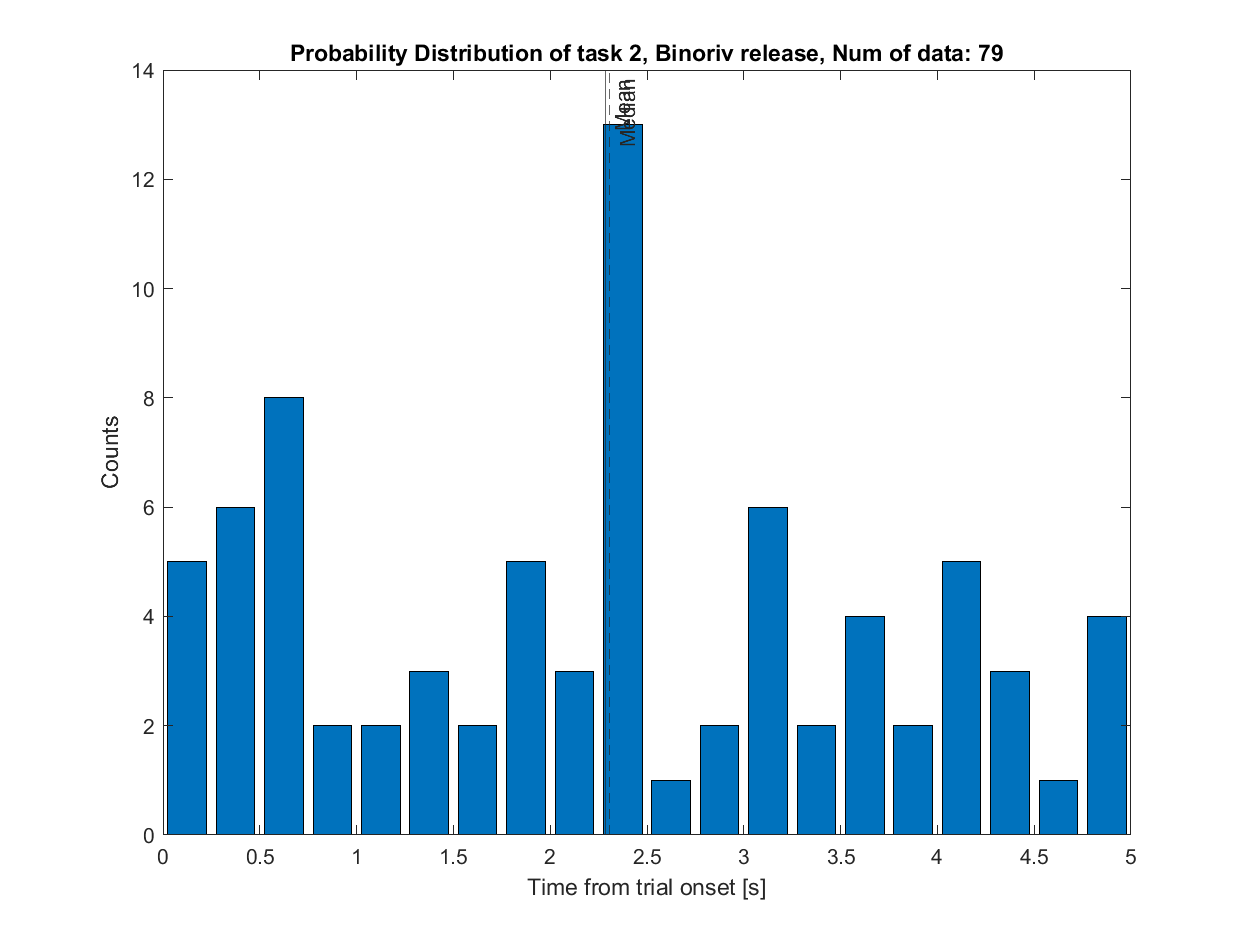 Probability Distribution of task 2, Binoriv release, Num of data: 79
Mean
Median
14
12
10
8
6
4
2
0
Counts
0 0.5 1 1.5 2 2.5 3 3.5 4 4.5 5
Time from trial onset [s]